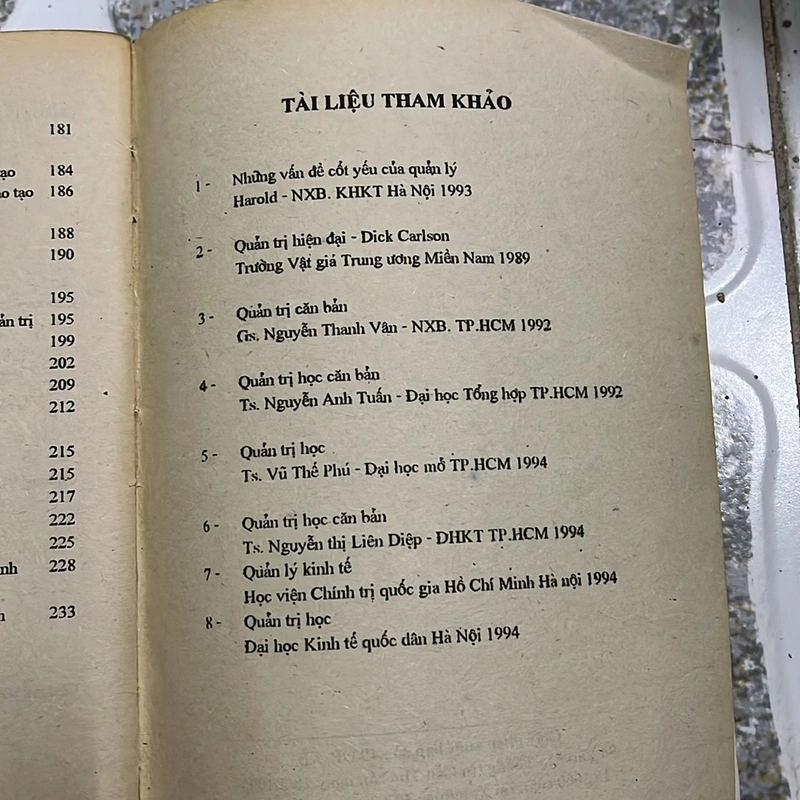 181
ạo 184
o tạo 186
188
190
195
ản trị 195
199
202
209
212
215
215
217
222
225
nh 228
233
TÀI LIỆU THAM KHẢO
1 - Những vấn đề cốt yếu của quản lý
Harold - NXB. KHKT Hà Nội 1993
2 - Quản trị hiện đại - Dick Carlson
Trường Vật giá Trung ương Miền Nam 1989
3 - Quản trị căn bản
Gs. Nguyễn Thanh Vân - NXB. TP.HCM 1992
4 - Quản trị học căn bản
Ts. Nguyễn Anh Tuấn - Đại học Tổng hợp TP.HCM 1992
5 - Quản trị học
Ts. Vũ Thế Phú - Đại học mở TP.HCM 1994
6 - Quản trị học căn bản
Ts. Nguyễn thị Liên Diệp - ĐHKT TP.HCM 1994
7 - Quản lý kinh tế
Học viện Chính trị quốc gia Hồ Chí Minh Hà nội 1994
8 - Quản trị học
Đại học Kinh tế quốc dân Hà Nội 1994